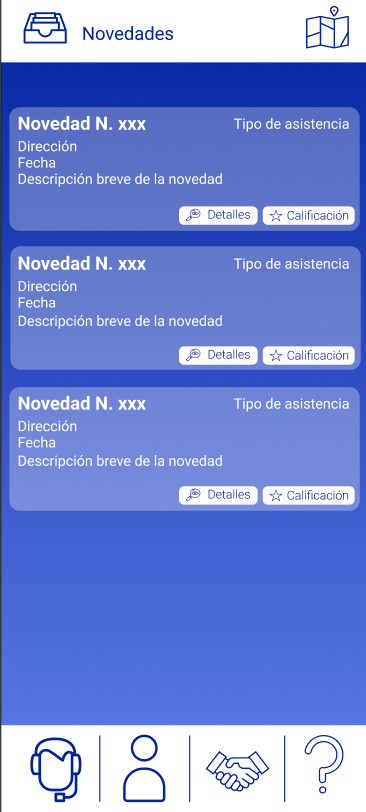 Novedades
Novedad N. xxx
Tipo de asistencia
Dirección
Fecha
Descripción breve de la novedad
Detalles
Calificación
Novedad N. xxx
Tipo de asistencia
Dirección
Fecha
Descripción breve de la novedad
Detalles
Calificación
Novedad N. xxx
Tipo de asistencia
Dirección
Fecha
Descripción breve de la novedad
Detalles
Calificación